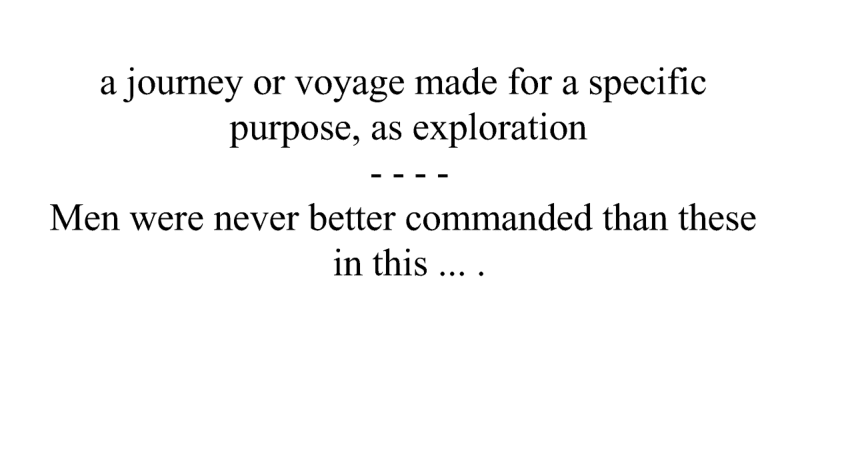 a journey or voyage made for a specific
purpose, as exploration
- - - -
Men were never better commanded than these
in this ... .